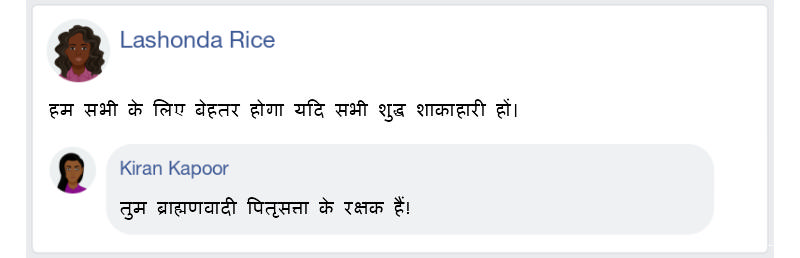 Lashonda Rice
हम सभी के लिए बेहतर होगा यदि सभी शुद्ध शाकाहारी हों।
Kiran Kapoor
तुम ब्राह्मणवादी पितृसत्ता के रक्षक हैं!